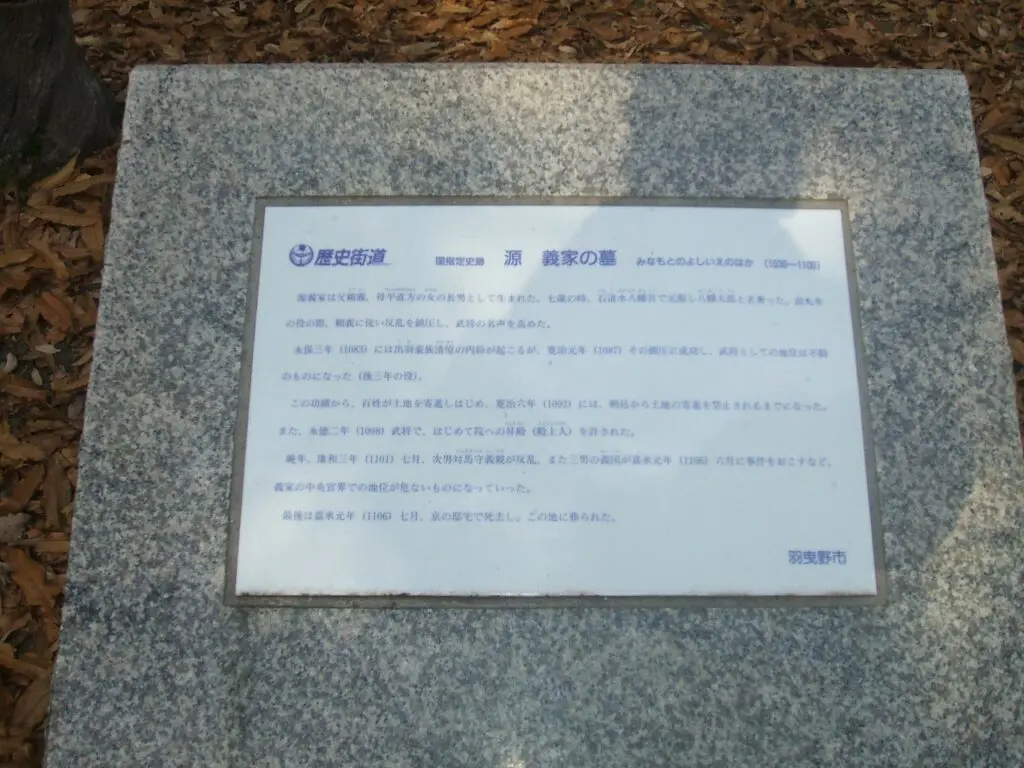 歴史街道 国指定史跡 源 義家の墓 みなもとのよしいえのはか (1039―1106)
源義家は父頼義、母平直方の女の長男として生まれた。七歳の時、石清水八幡宮で元服し八幡太郎と名乗った。前九年
の役の際、頼義に従い反乱を鎮圧し、武将の名声を高めた。
永保三年(1083)には出羽豪族清原の内紛が起こるが、寛治元年(1087)その鎮圧に成功し、武将としての地位は不動
のものになった(後三年の役)。
この功績から、百姓が土地を寄進しはじめ、寛治六年(1092)には、朝廷から土地の寄進を禁止されるまでになった。
また、永徳二年(1098)武将で、はじめて院への昇殿(殿上人)を許された。
晩年、康和三年(1101)七月、次男対馬守義親が反乱、また三男の義国が嘉承元年(1106)六月に事件をおこすなど、
義家の中央官界での地位が危ないものになっていった。
最後は嘉承元年(1106)七月、京の邸宅で死去し、この地に葬られた。
羽曳野市